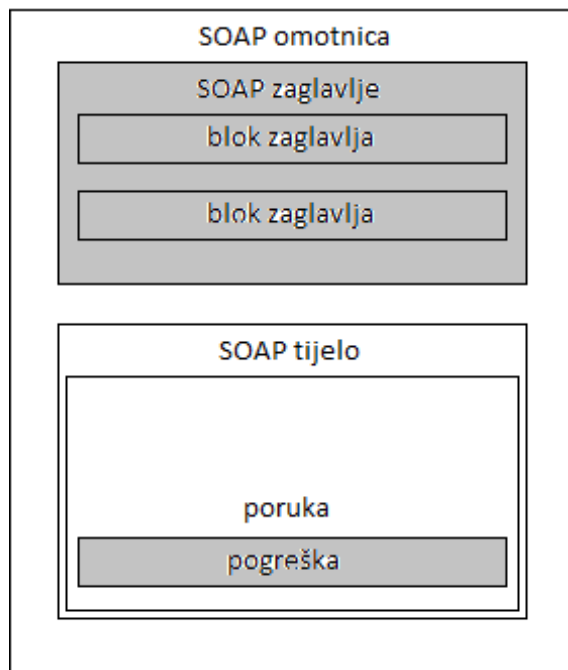 SOAP omotnica
SOAP zaglavlje
blok zaglavlja
blok zaglavlja
SOAP tijelo
poruka
pogreška